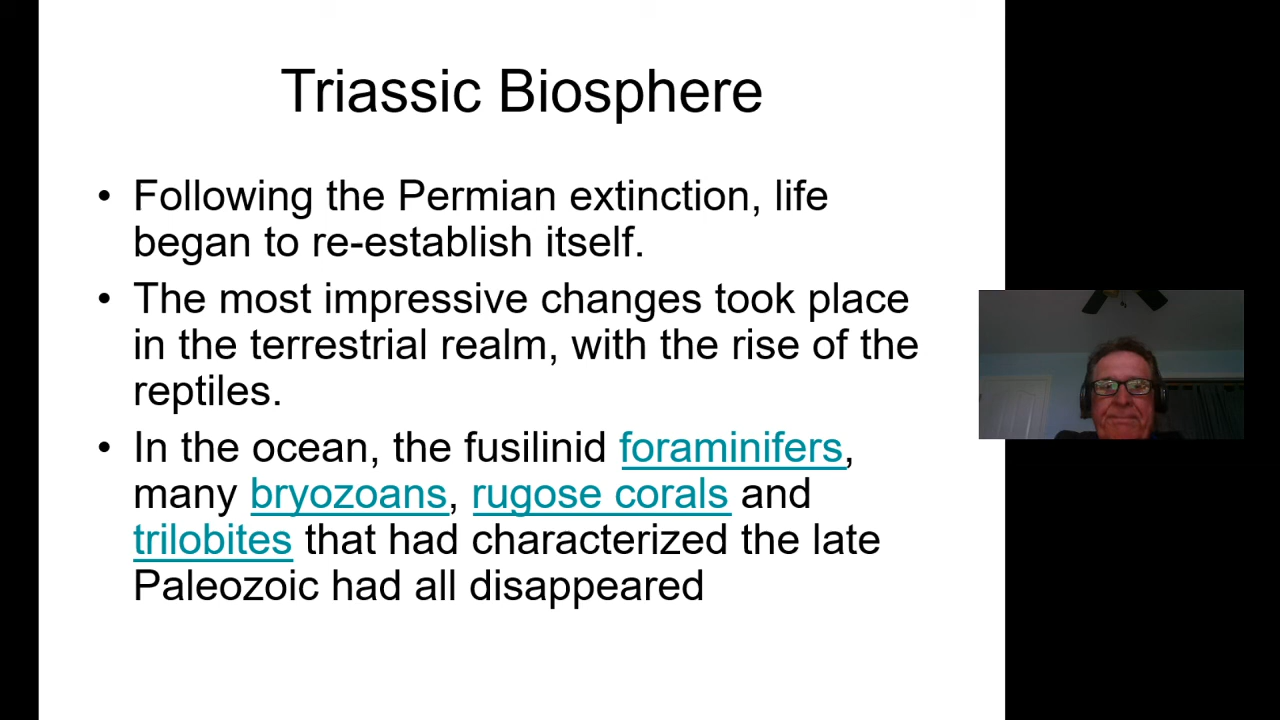 Triassic Biosphere
• Following the Permian extinction, life
began to re-establish itself.
• The most impressive changes took place
in the terrestrial realm, with the rise of the
reptiles.
• In the ocean, the fusilinid foraminifers,
many bryozoans, rugose corals and
trilobites that had characterized the late
Paleozoic had all disappeared